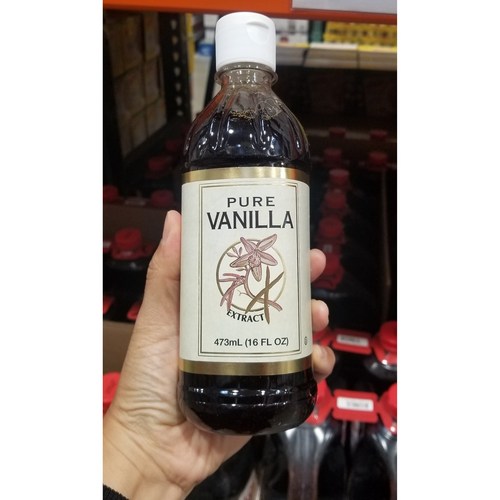 PURE
VANILLA
EXTRACT
473mL (16 FL OZ)